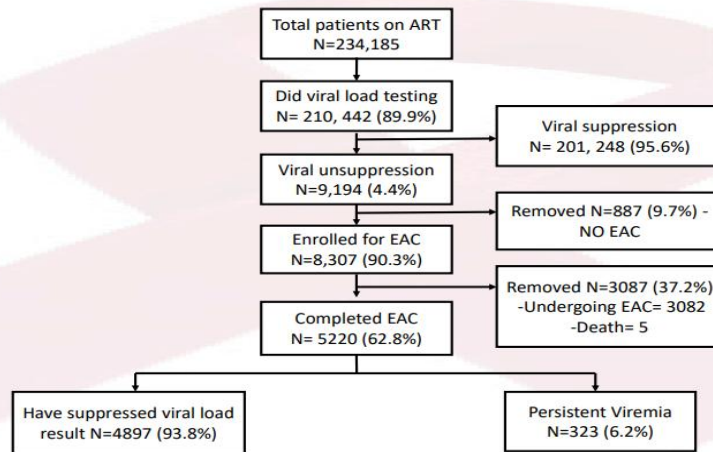 Total patients on ART
N=234,185
Did viral load testing
N= 210, 442 (89.9%)
Viral suppression
N= 201, 248 (95.6%)
Viral unsuppression
N=9,194 (4.4%)
Removed N=887 (9.7%) -
NO EAC
Enrolled for EAC
N=8,307 (90.3%)
Removed N=3087 (37.2%)
-Undergoing EAC= 3082
-Death= 5
Completed EAC
N= 5220 (62.8%)
Have suppressed viral load
result N=4897 (93.8%)
Persistent Viremia
N=323 (6.2%)